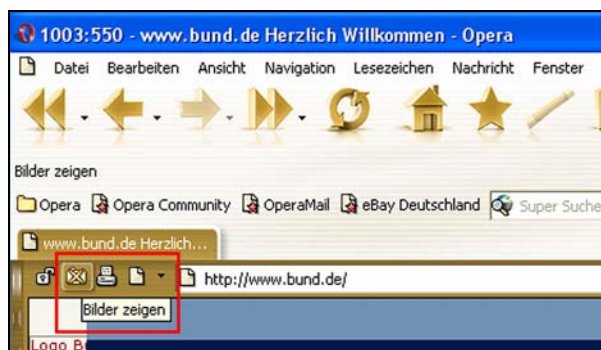 1003:550 - www.bund.de Herzlich Willkommen - Opera
Datei Bearbeiten Ansicht Navigation Lesezeichen Nachricht Fenster
Bilder zeigen
Opera Opera Community OperaMail eBay Deutschland Super Suche
www.bund.de Herzlich...
http://www.bund.de/
Bilder zeigen
Logo B